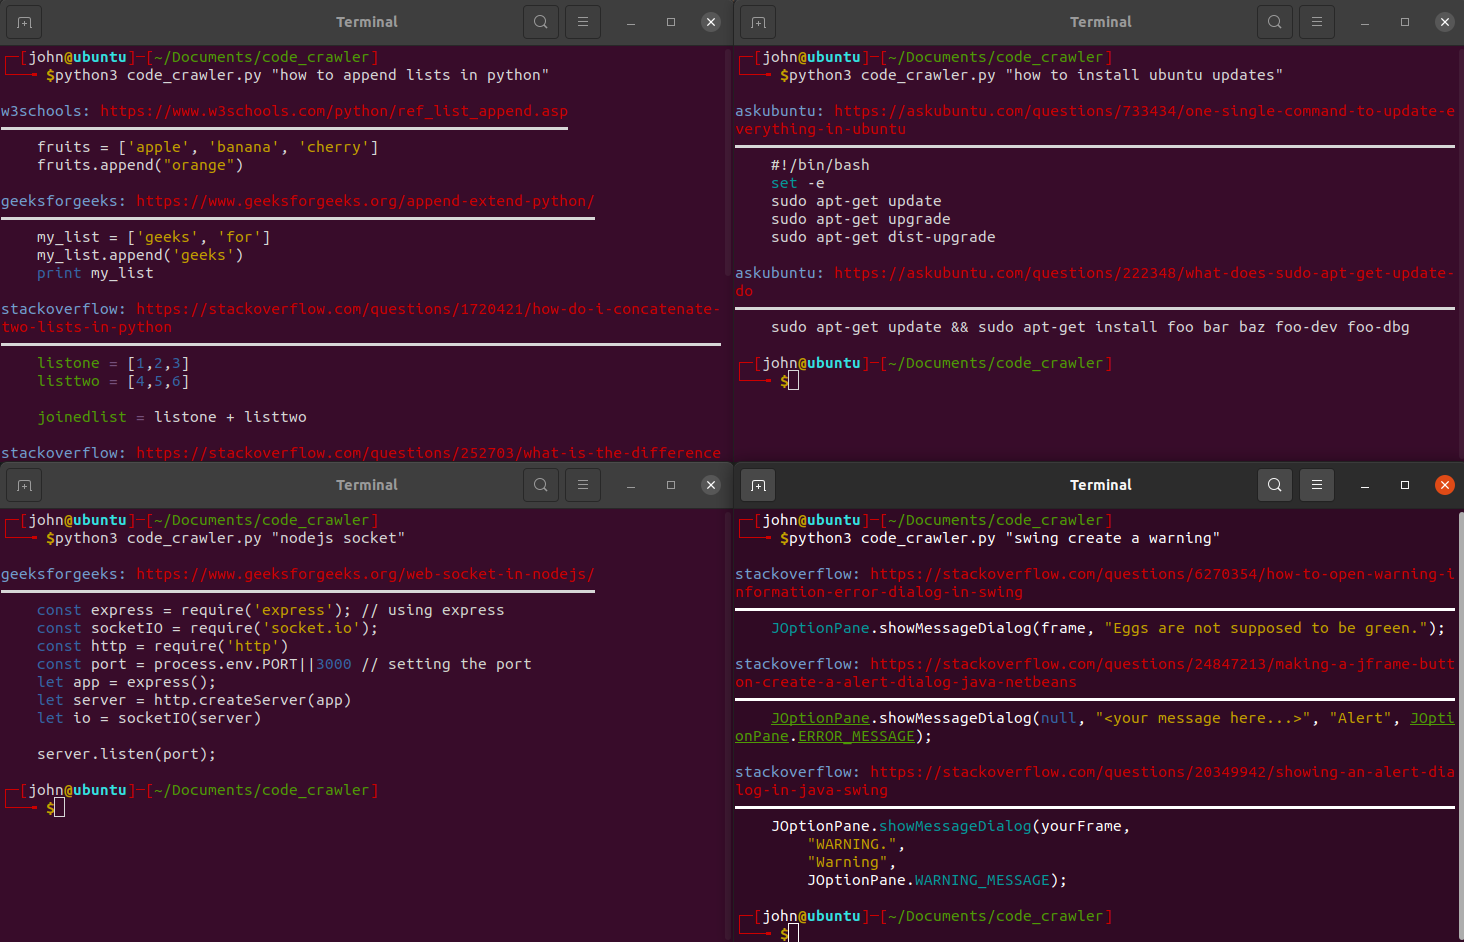 Terminal
[john@ubuntu]-[~/Documents/code_crawler]
$python3 code_crawler.py "how to append lists in python"
w3schools: https://www.w3schools.com/python/ref_list_append.asp
fruits = ['apple', 'banana', 'cherry']
fruits.append("orange")
geeksforgeeks: https://www.geeksforgeeks.org/append-extend-python/
my_list = ['geeks', 'for']
my_list.append('geeks')
print my_list
stackoverflow: https://stackoverflow.com/questions/1720421/how-do-i-concatenate-
two-lists-in-python
listone = [1,2,3]
listtwo = [4,5,6]
joinedlist = listone + listtwo
stackoverflow: https://stackoverflow.com/questions/252703/what-is-the-difference
Terminal
[john@ubuntu]-[~/Documents/code_crawler]
$python3 code_crawler.py "how to install ubuntu updates"
askubuntu: https://askubuntu.com/questions/733434/one-single-command-to-update-e
verything-in-ubuntu
#!/bin/bash
set -e
sudo apt-get update
sudo apt-get upgrade
sudo apt-get dist-upgrade
askubuntu: https://askubuntu.com/questions/222348/what-does-sudo-apt-get-update-
do
sudo apt-get update && sudo apt-get install foo bar baz foo-dev foo-dbg
[john@ubuntu]-[~/Documents/code_crawler]
$
Terminal
[john@ubuntu]-[~/Documents/code_crawler]
$python3 code_crawler.py "nodejs socket"
geeksforgeeks: https://www.geeksforgeeks.org/web-socket-in-nodejs/
const express = require('express'); // using express
const socketIO = require('socket.io');
const http = require('http')
const port = process.env.PORT||3000 // setting the port
let app = express();
let server = http.createServer(app)
let io = socketIO(server)
server.listen(port);
[john@ubuntu]-[~/Documents/code_crawler]
$
Terminal
[john@ubuntu]-[~/Documents/code_crawler]
$python3 code_crawler.py "swing create a warning"
stackoverflow: https://stackoverflow.com/questions/6270354/how-to-open-warning-i
nformation-error-dialog-in-swing
JOptionPane.showMessageDialog(frame, "Eggs are not supposed to be green.");
stackoverflow: https://stackoverflow.com/questions/24847213/making-a-jframe-butt
on-create-a-alert-dialog-java-netbeans
JOptionPane.showMessageDialog(null, "<your message here...>", "Alert", JOpti
onPane.ERROR_MESSAGE);
stackoverflow: https://stackoverflow.com/questions/20349942/showing-an-alert-dia
log-in-java-swing
JOptionPane.showMessageDialog(yourFrame,
"WARNING.",
"Warning",
JOptionPane.WARNING_MESSAGE);
[john@ubuntu]-[~/Documents/code_crawler]
$